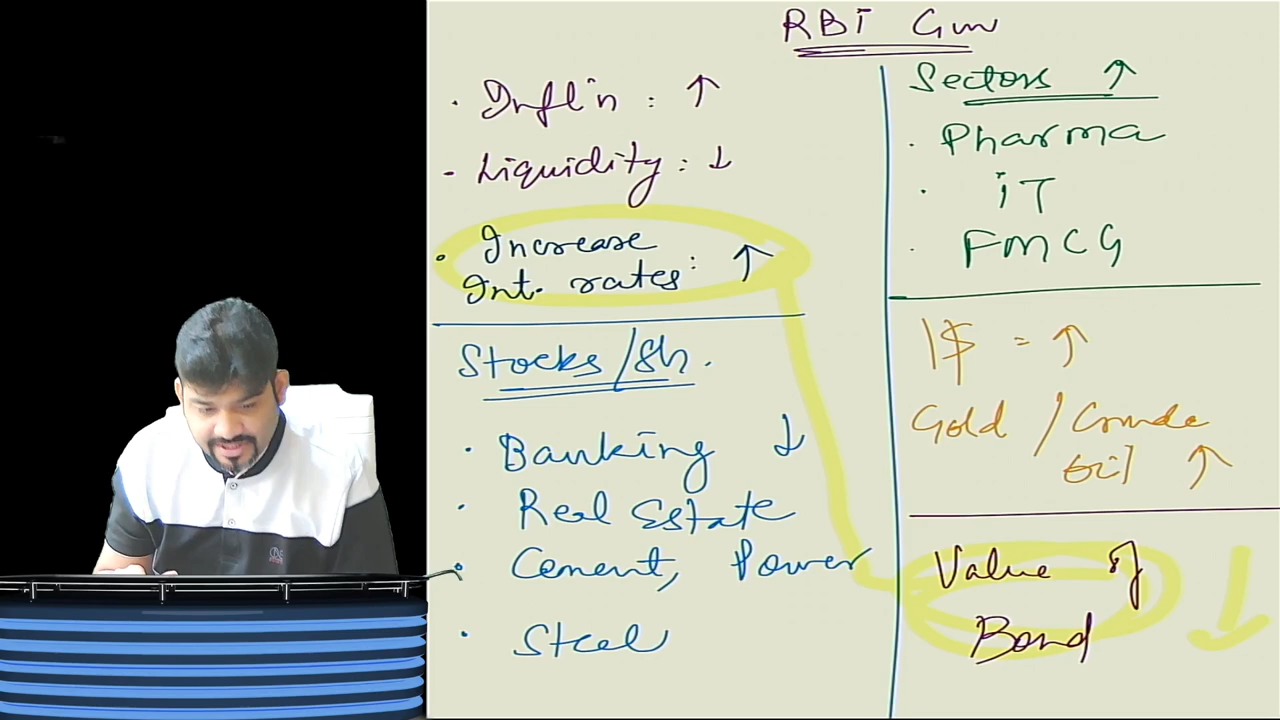 RBI Guv
· Infl'n : ↑
- Liquidity : ↓
· Increase
Int. rates : ↑
Stocks/Sh.
· Banking ↓
· Real Estate
· Cement, Power
· Steel
Sectors ↑
· Pharma
· iT
· FMCG
1$ = ↑
Gold / Crude
oil ↑
Value of
Bond ↓